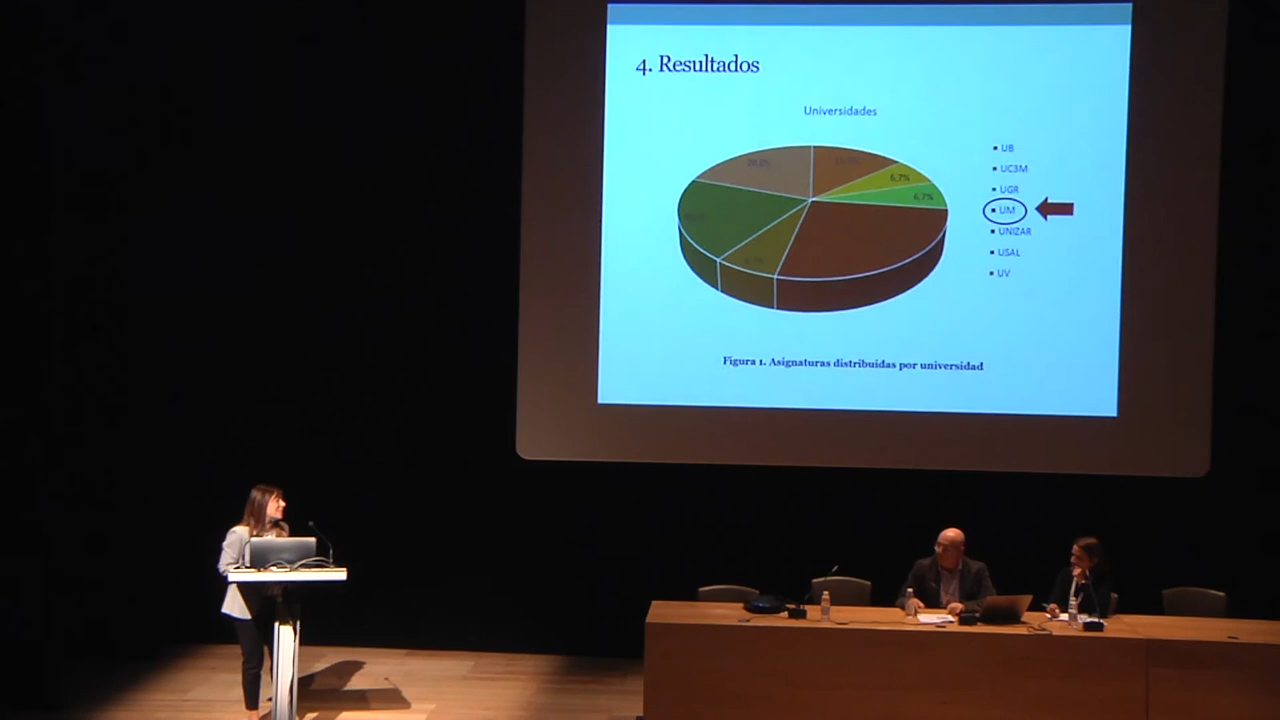 4. Resultados
Universidades
6,7%
6,7%
UB
UC3M
UGR
UM
UNIZAR
USAL
UV
Figura 1. Asignaturas distribuidas por universidad